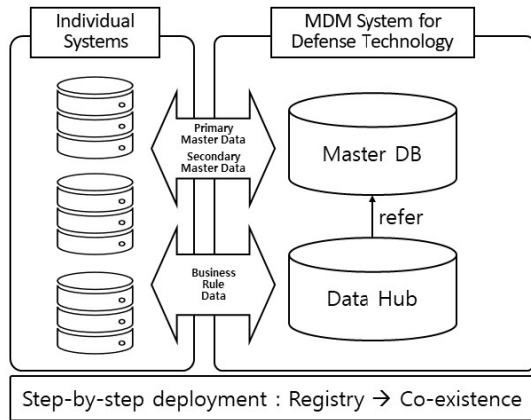 Individual
Systems
MDM System for
Defense Technology
Primary
Master Data
Secondary
Master Data
Master DB
refer
Business
Rule
Data
Data Hub
Step-by-step deployment : Registry → Co-existence